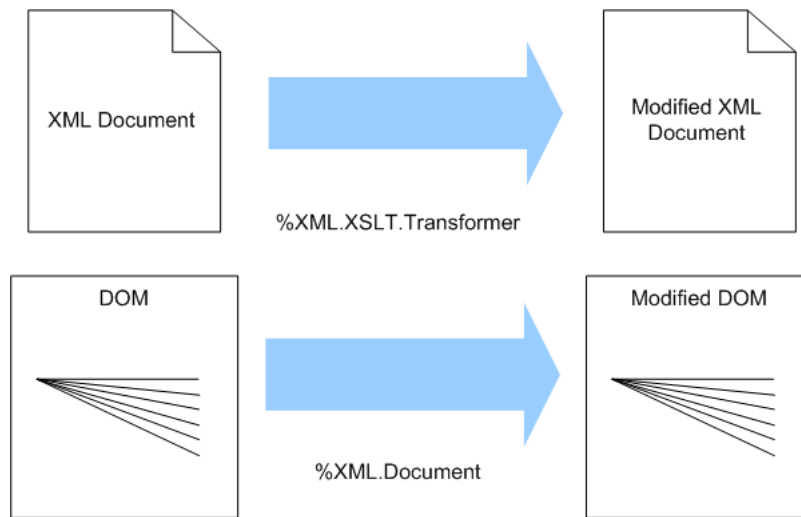 XML Document
Modified XML
Document
%XML.XSLT.Transformer
DOM
Modified DOM
%XML.Document